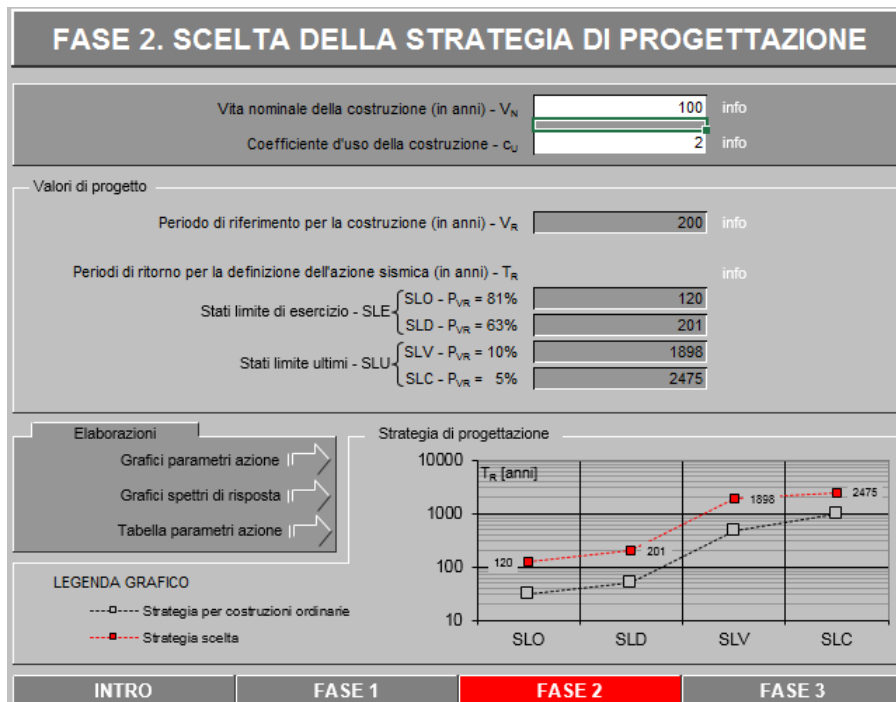 FASE 2. SCELTA DELLA STRATEGIA DI PROGETTAZIONE
Vita nominale della costruzione (in anni) - VN 100 info
Coefficiente d'uso della costruzione - cU 2 info
Valori di progetto
Periodo di riferimento per la costruzione (in anni) - VR 200 info
Periodi di ritorno per la definizione dell'azione sismica (in anni) - TR info
Stati limite di esercizio - SLE
SLO - PVR = 81% 120
SLD - PVR = 63% 201
Stati limite ultimi - SLU
SLV - PVR = 10% 1898
SLC - PVR = 5% 2475
Elaborazioni
Grafici parametri azione
Grafici spettri di risposta
Tabella parametri azione
Strategia di progettazione
TR [anni]
10000
1000
100
10
120
201
1898
2475
SLO SLD SLV SLC
LEGENDA GRAFICO
Strategia per costruzioni ordinarie
Strategia scelta
INTRO FASE 1 FASE 2 FASE 3